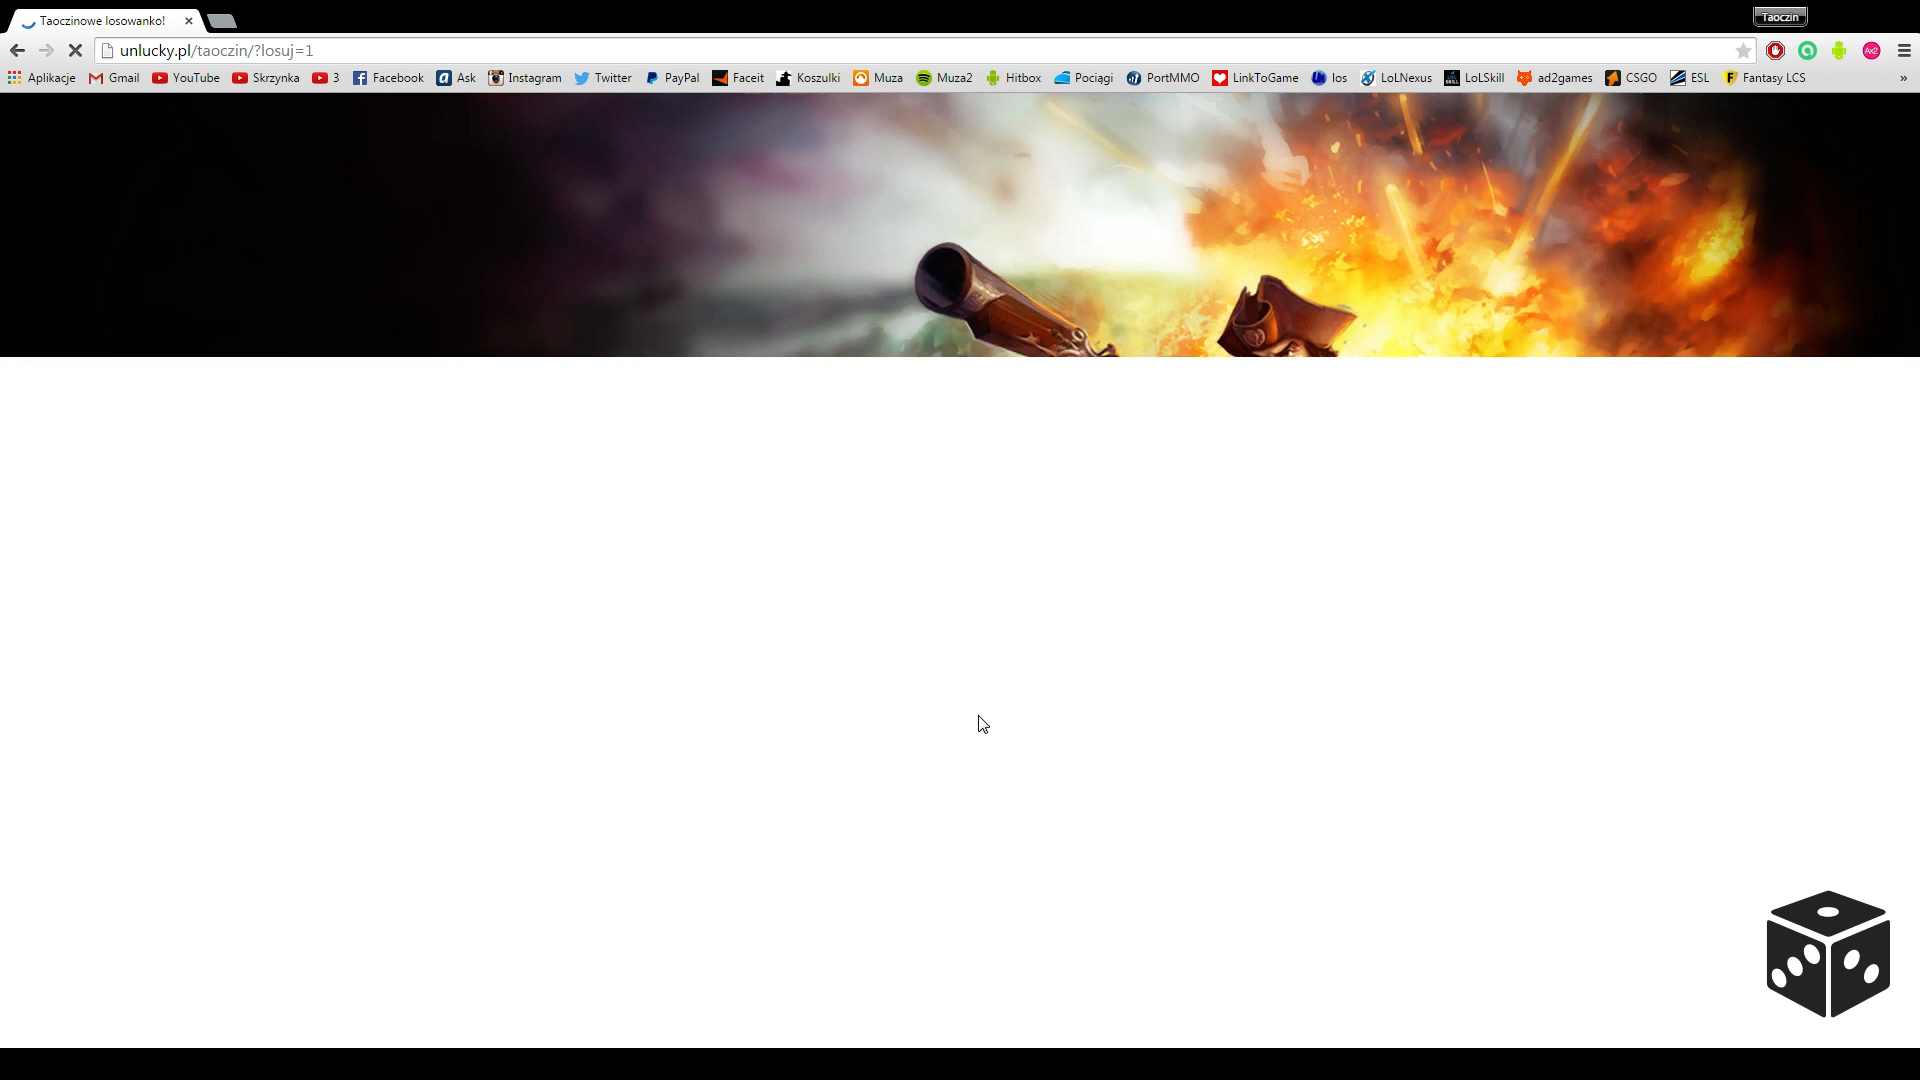 Taoczinowe losowanko!
Taoczin
unlucky.pl/taoczin/?losuj=1
Aplikacje Gmail YouTube Skrzynka 3 Facebook Ask Instagram Twitter PayPal Faceit Koszulki Muza Muza2 Hitbox Pociągi PortMMO LinkToGame los LoLNexus LoLSkill ad2games CSGO ESL Fantasy LCS »